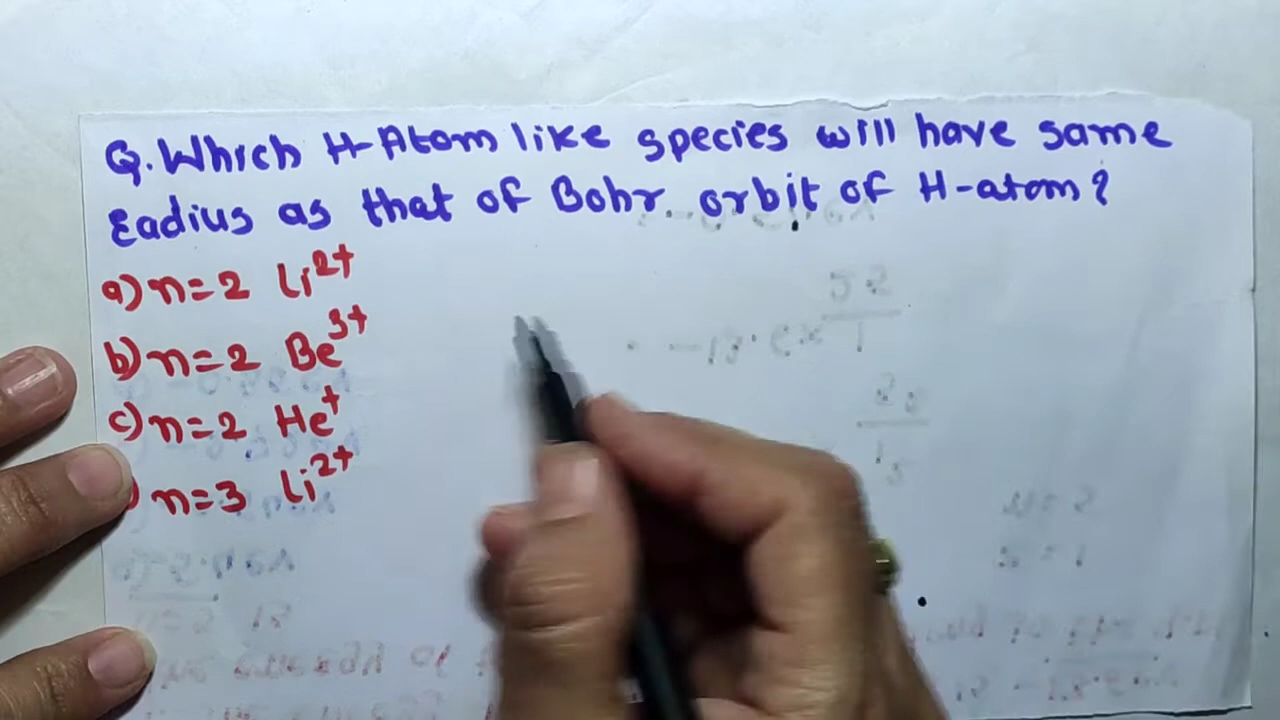 Q. Which H-Atom like species will have same
Eadius as that of Bohr orbit of H-atom?
a) n=2 Li²⁺
b) n=2 Be³⁺
c) n=2 He⁺
) n=3 Li²⁺